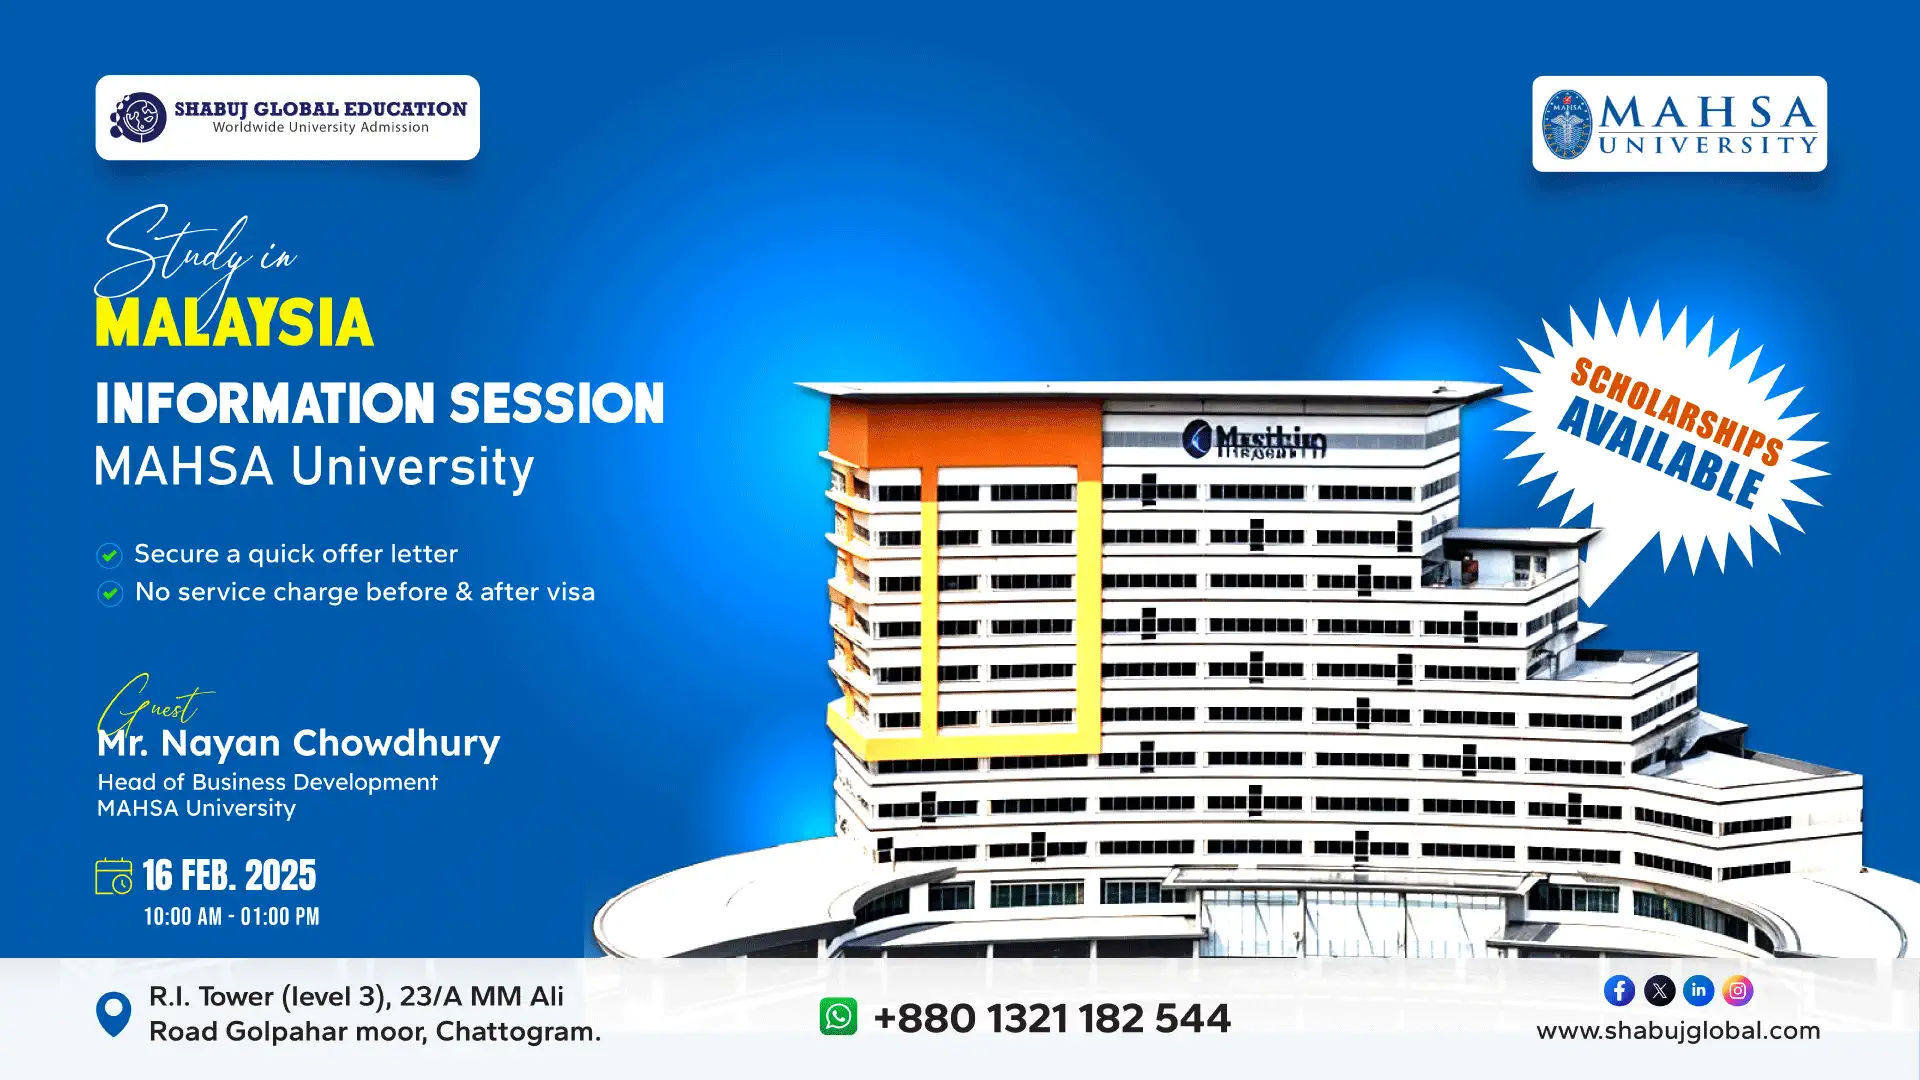 SHABUJ GLOBAL EDUCATION
Worldwide University Admission
MAHSA
MAHSA
UNIVERSITY
Study in
MALAYSIA
INFORMATION SESSION
MAHSA University
Secure a quick offer letter
No service charge before & after visa
SCHOLARSHIPS
AVAILABLE
Guest
Mr. Nayan Chowdhury
Head of Business Development
MAHSA University
16 FEB. 2025
10:00 AM - 01:00 PM
R.I. Tower (level 3), 23/A MM Ali
Road Golpahar moor, Chattogram.
+880 1321 182 544
www.shabujglobal.com